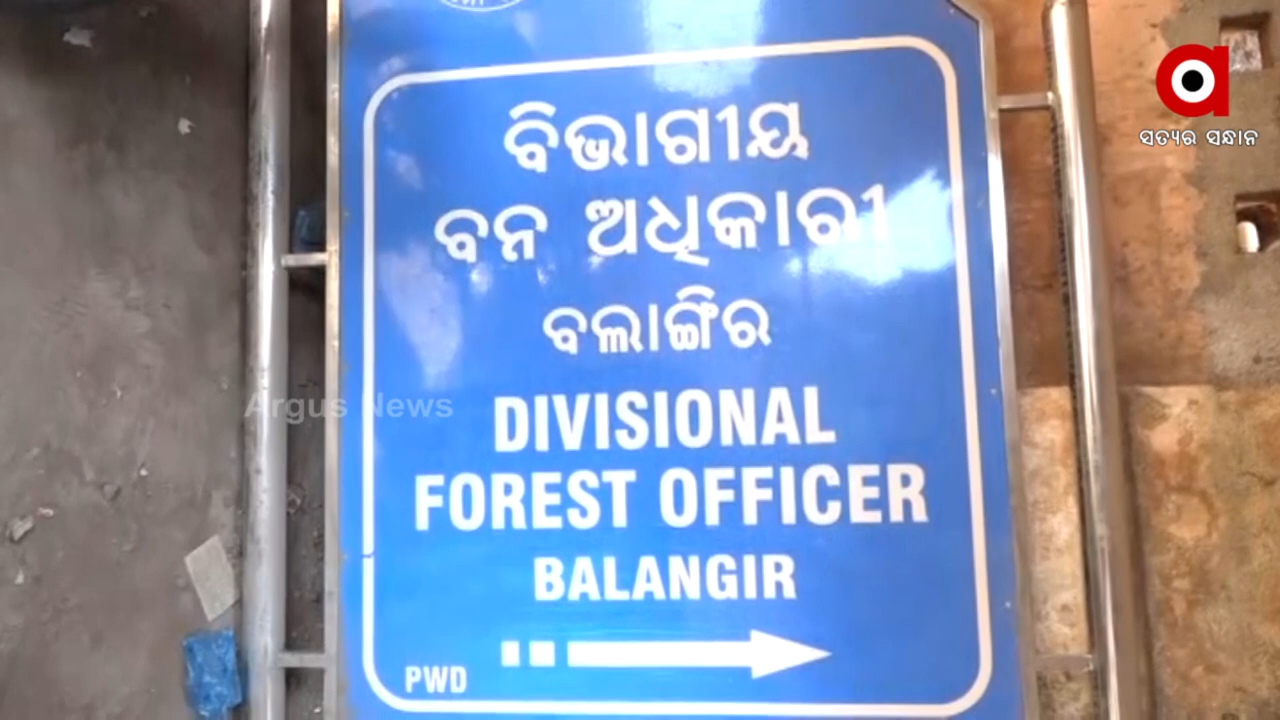 ସତ୍ୟର ସନ୍ଧାନ
ବିଭାଗୀୟ
ବନ ଅଧିକାରୀ
ବଲାଙ୍ଗିର
Argus News
DIVISIONAL
FOREST OFFICER
BALANGIR
PWD